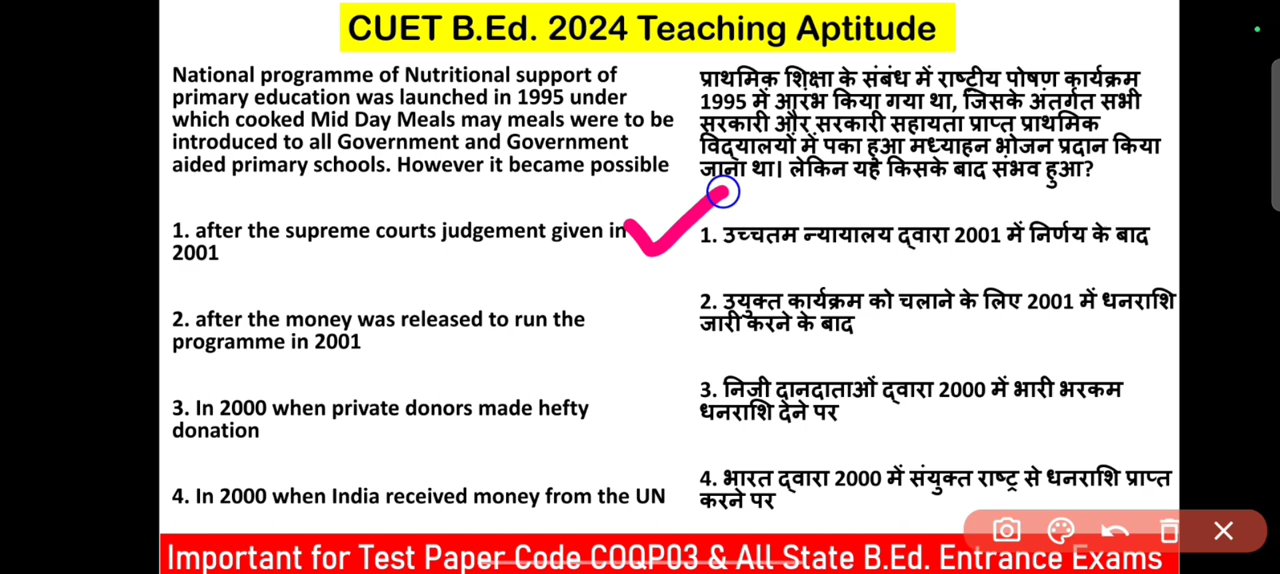 CUET B.Ed. 2024 Teaching Aptitude
National programme of Nutritional support of
primary education was launched in 1995 under
which cooked Mid Day Meals may meals were to be
introduced to all Government and Government
aided primary schools. However it became possible
1. after the supreme courts judgement given in
2001
2. after the money was released to run the
programme in 2001
3. In 2000 when private donors made hefty
donation
4. In 2000 when India received money from the UN
प्राथमिक शिक्षा के संबंध में राष्ट्रीय पोषण कार्यक्रम
1995 में आरंभ किया गया था, जिसके अंतर्गत सभी
सरकारी और सरकारी सहायता प्राप्त प्राथमिक
विद्यालयों में पका हुआ मध्याहन भोजन प्रदान किया
जाना था। लेकिन यह किसके बाद संभव हुआ?
1. उच्चतम न्यायालय द्वारा 2001 में निर्णय के बाद
2. उयुक्त कार्यक्रम को चलाने के लिए 2001 में धनराशि
जारी करने के बाद
3. निजी दानदाताओं द्वारा 2000 में भारी भरकम
धनराशि देने पर
4. भारत द्वारा 2000 में संयुक्त राष्ट्र से धनराशि प्राप्त
करने पर
Important for Test Paper Code COQP03 & All State B.Ed. Entrance Exams